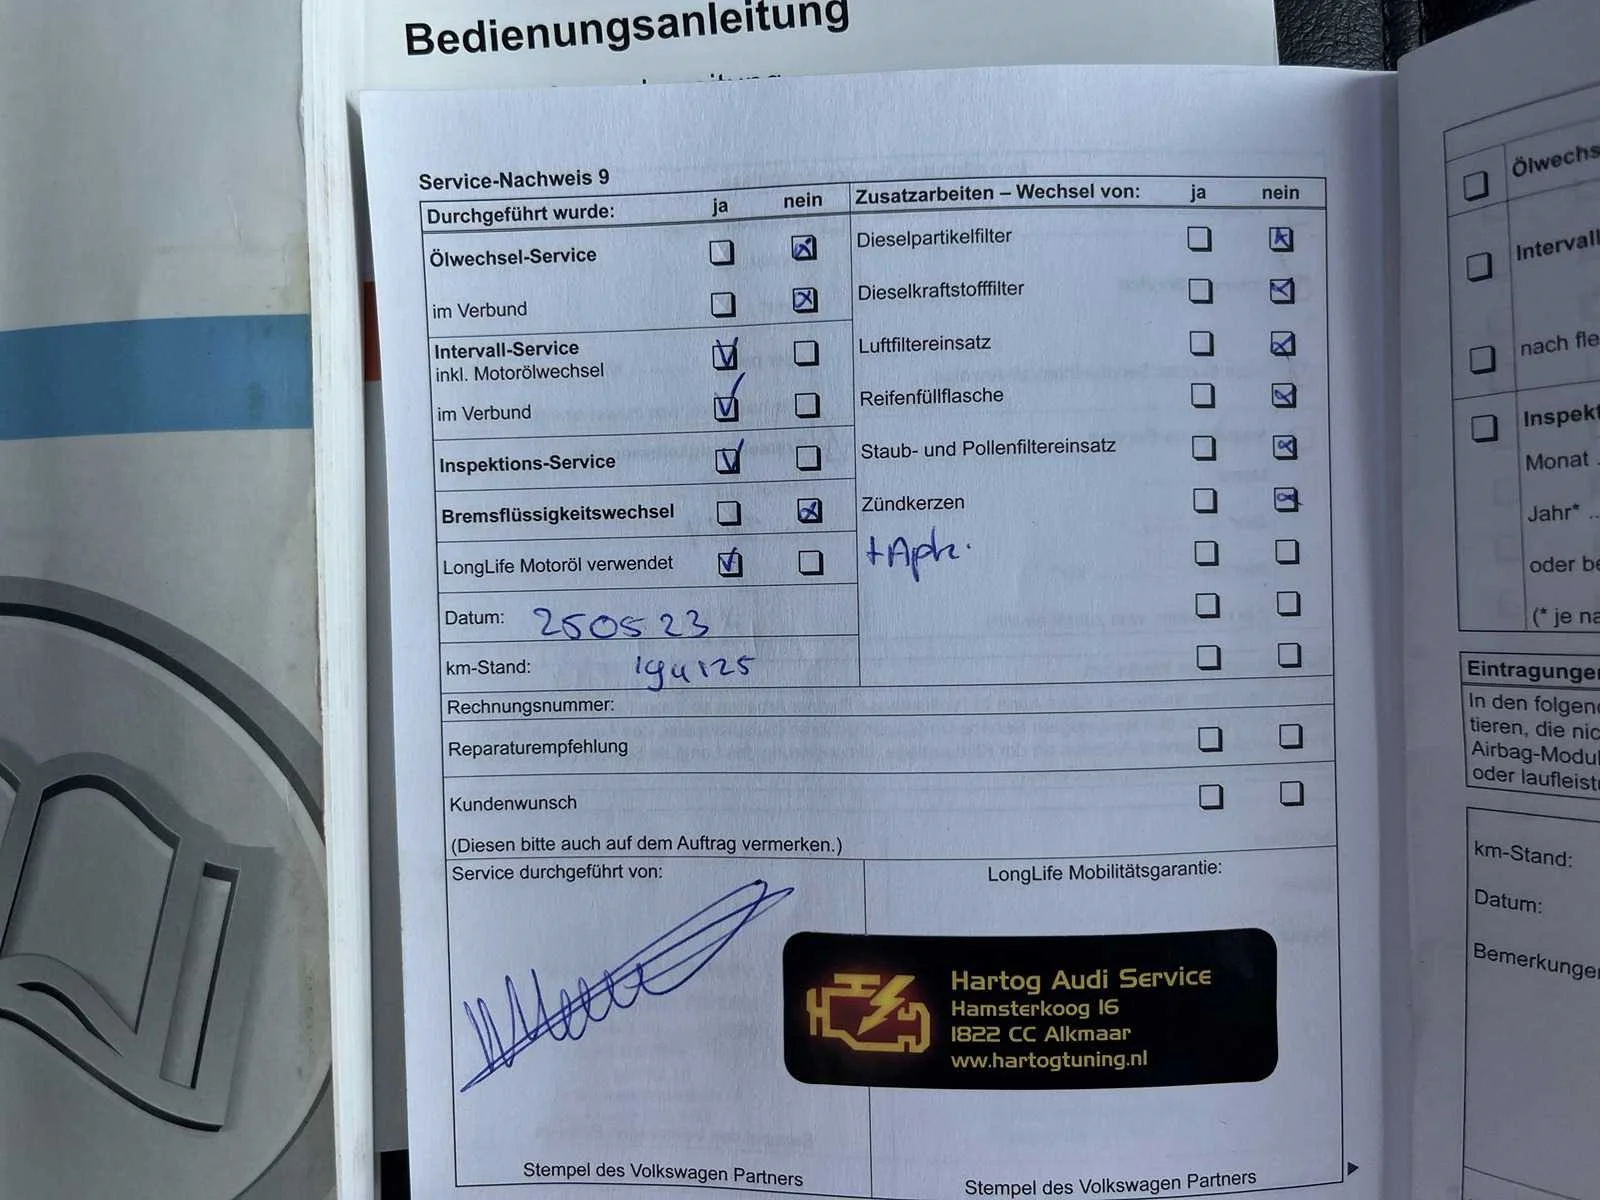 Bedienungsanleitung
Service-Nachweis 9
Durchgeführt wurde: ja nein
Ölwechsel-Service
im Verbund
Intervall-Service
inkl. Motorölwechsel
im Verbund
Inspektions-Service
Bremsflüssigkeitswechsel
LongLife Motoröl verwendet
Datum: 250523
km-Stand: 194125
Zusatzarbeiten – Wechsel von: ja nein
Dieselpartikelfilter
Dieselkraftstofffilter
Luftfiltereinsatz
Reifenfüllflasche
Staub- und Pollenfiltereinsatz
Zündkerzen
+Apk.
Rechnungsnummer:
Reparaturempfehlung
Kundenwunsch
(Diesen bitte auch auf dem Auftrag vermerken.)
Service durchgeführt von:
LongLife Mobilitätsgarantie:
Hartog Audi Service
Hamsterkoog 16
1822 CC Alkmaar
www.hartogtuning.nl
Stempel des Volkswagen Partners
Stempel des Volkswagen Partners
Ölwechs
Intervall
nach fle
Inspekt
Monat
Jahr*
oder be
(* je na
Eintragunge
In den folgen
tieren, die nic
Airbag-Modu
oder laufleist
km-Stand:
Datum:
Bemerkunge